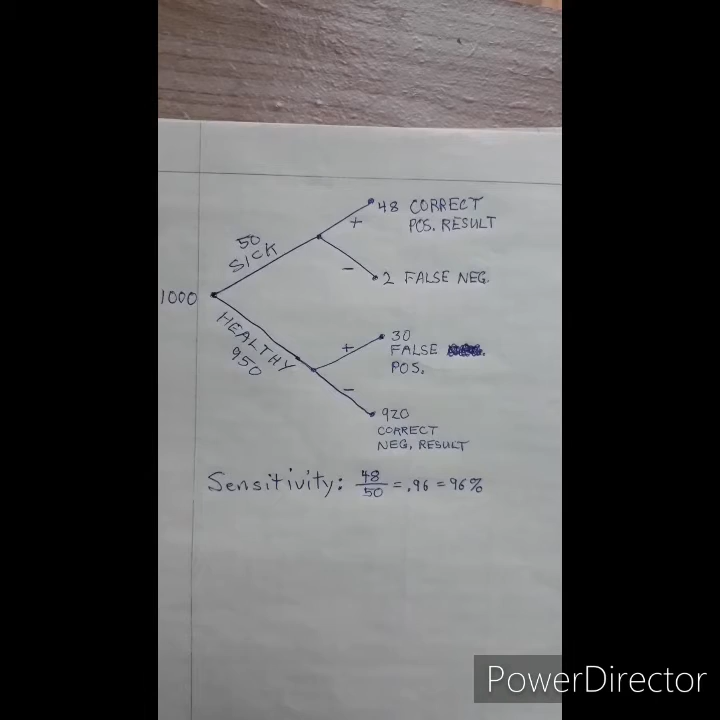 48 CORRECT
POS. RESULT
+
50
SICK
–
2 FALSE NEG.
1000
HEALTHY
950
+
30
FALSE
POS.
–
920
CORRECT
NEG. RESULT
Sensitivity: 48/50 = .96 = 96%
PowerDirector